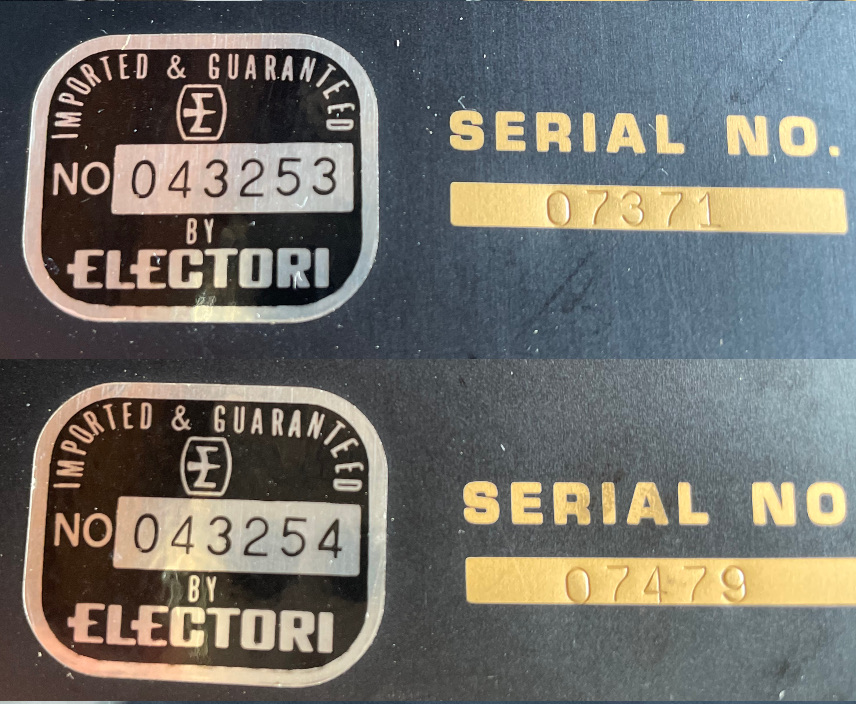 IMPORTED & GUARANTEED
E
NO 043253
BY
ELECTORI
SERIAL NO.
07371
IMPORTED & GUARANTEED
E
NO 043254
BY
ELECTORI
SERIAL NO
07479